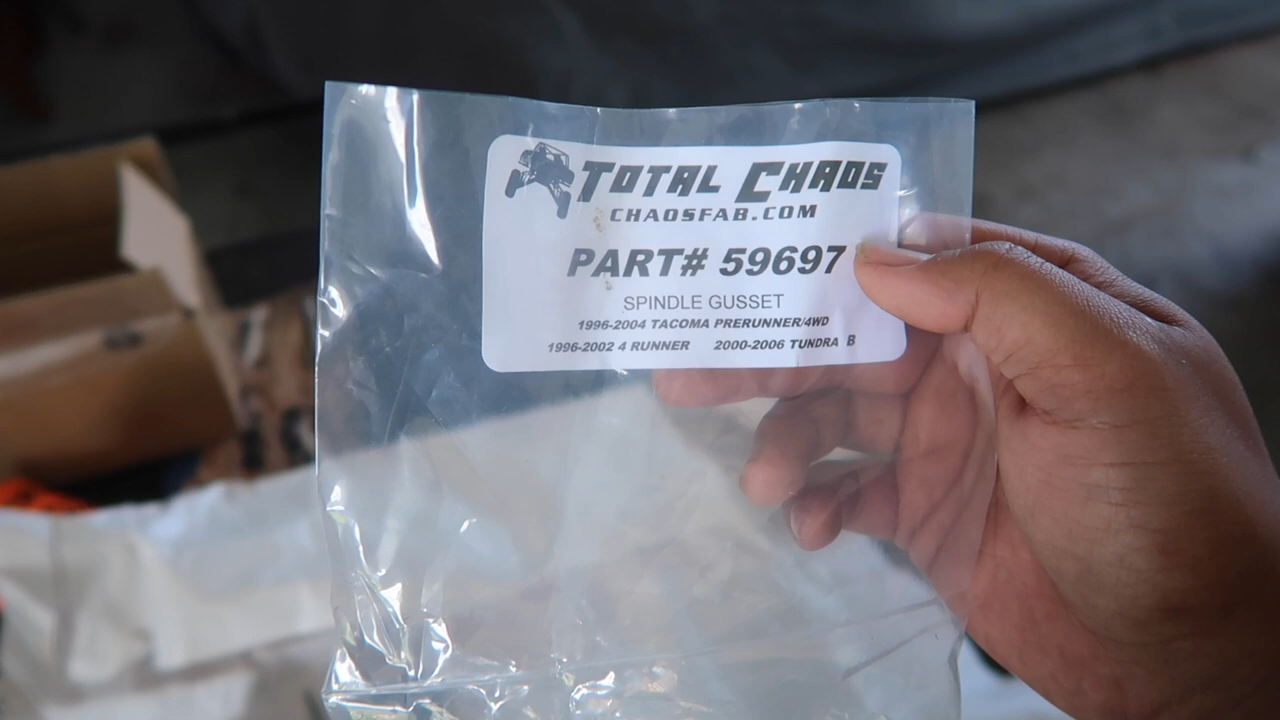 TOTAL CHAOS
CHAOSFAB.COM
PART# 59697
SPINDLE GUSSET
1996-2004 TACOMA PRERUNNER/4WD
1996-2002 4 RUNNER 2000-2006 TUNDRA B